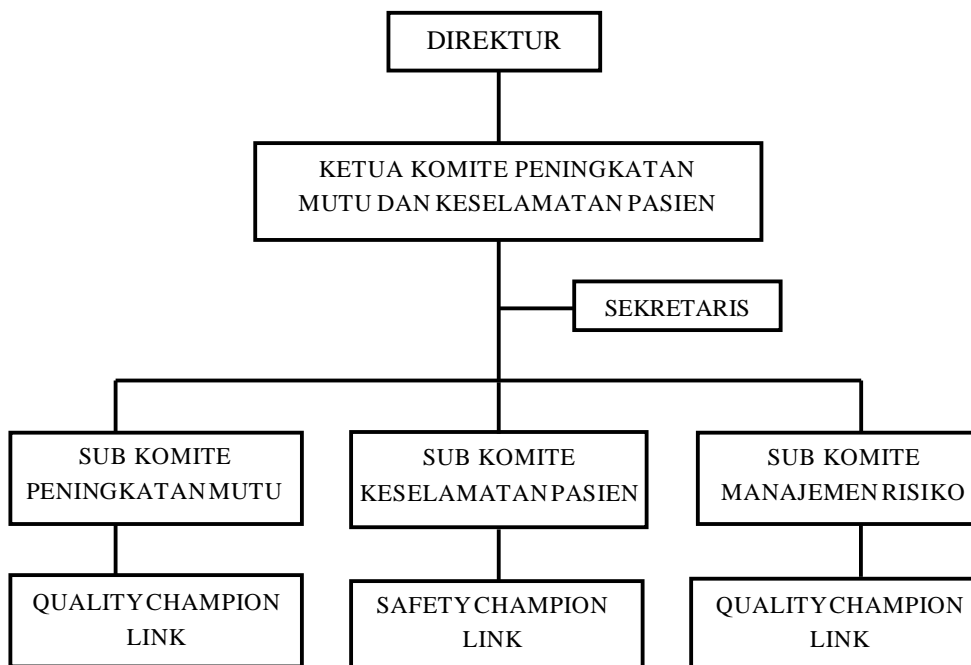 DIREKTUR
KETUA KOMITE PENINGKATAN
MUTU DAN KESELAMATAN PASIEN
SEKRETARIS
SUB KOMITE
PENINGKATAN MUTU
SUB KOMITE
KESELAMATAN PASIEN
SUB KOMITE
MANAJEMEN RISIKO
QUALITY CHAMPION
LINK
SAFETY CHAMPION
LINK
QUALITY CHAMPION
LINK